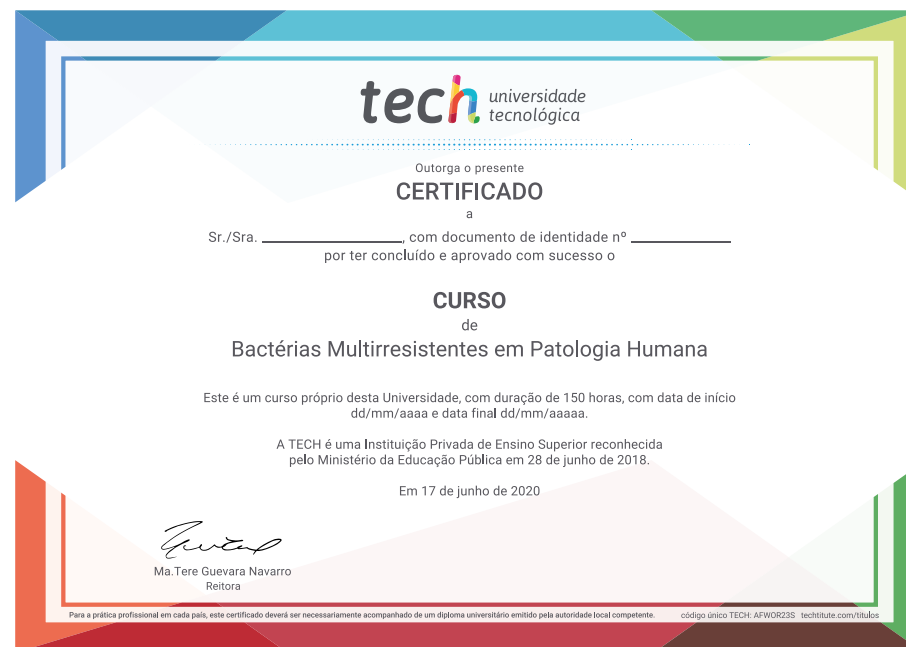 tech universidade
tecnológica
Outorga o presente
CERTIFICADO
a
Sr./Sra. ____________________, com documento de identidade nº ______________
por ter concluído e aprovado com sucesso o
CURSO
de
Bactérias Multirresistentes em Patologia Humana
Este é um curso próprio desta Universidade, com duração de 150 horas, com data de início
dd/mm/aaaa e data final dd/mm/aaaaa.
A TECH é uma Instituição Privada de Ensino Superior reconhecida
pelo Ministério da Educação Pública em 28 de junho de 2018.
Em 17 de junho de 2020
Ma.Tere Guevara Navarro
Reitora
Para a prática profissional em cada país, este certificado deverá ser necessariamente acompanhado de um diploma universitário emitido pela autoridade local competente. código único TECH: AFWOR23S techtitute.com/titulos